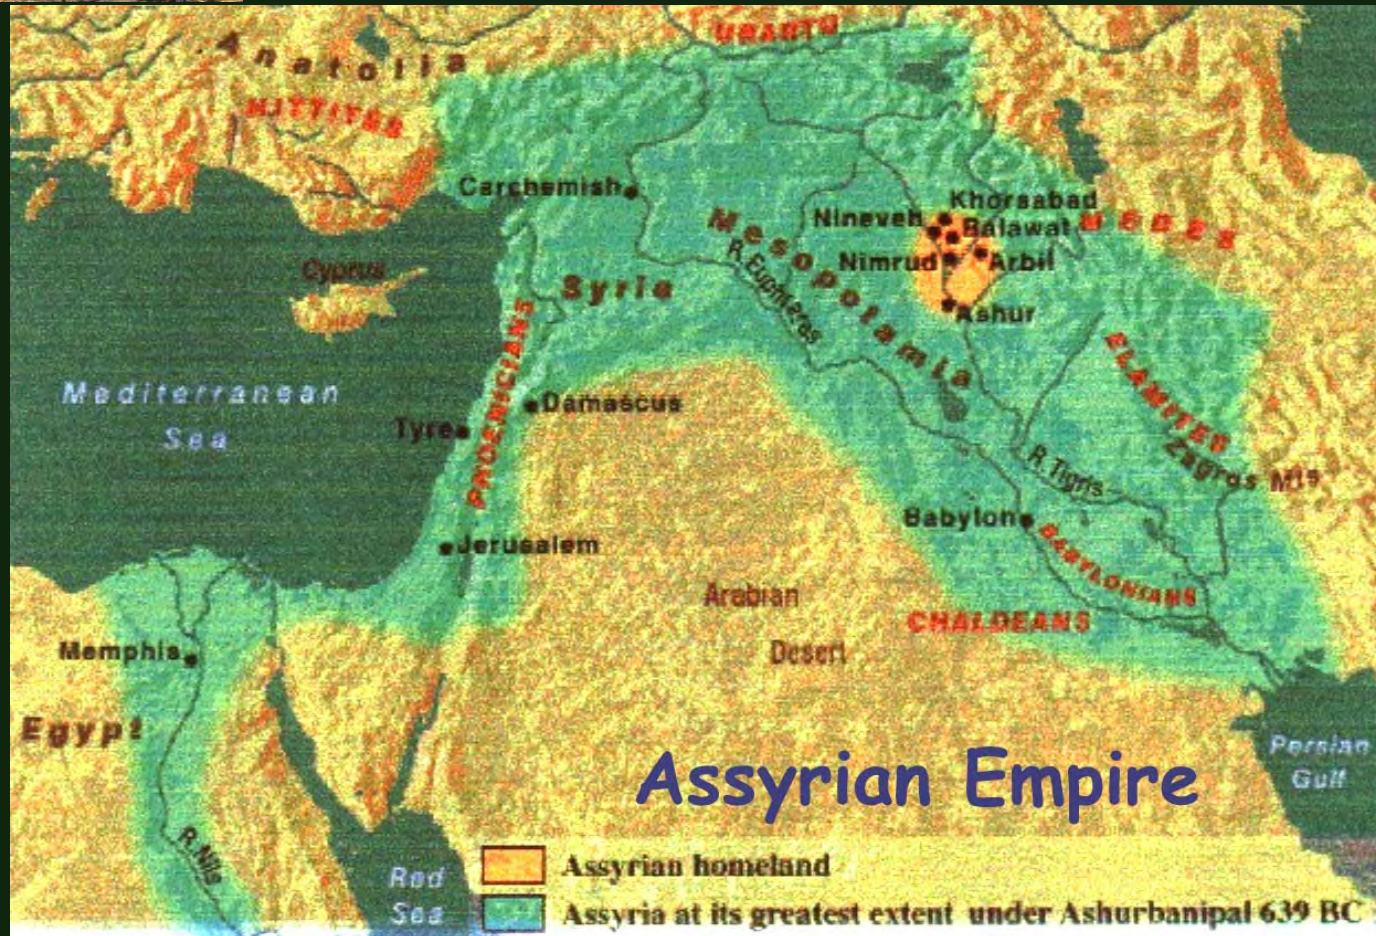 URARTU
Anatolia
HITTITES
Carchemish
Khorsabad
Nineveh
Balawat
MEDES
Mesopotamia
Nimrud
Arbil
R. Euphrates
Cyprus
Syria
Ashur
PHOENICIANS
ELAMITES
Mediterranean
Sea
Damascus
Tyre
Zagros Mts
R. Tigris
Babylon
BABYLONIANS
Jerusalem
Arabian
Desert
CHALDEANS
Memphis
Egypt
Persian
Gulf
Assyrian Empire
R. Nile
Red
Sea
Assyrian homeland
Assyria at its greatest extent under Ashurbanipal 639 BC